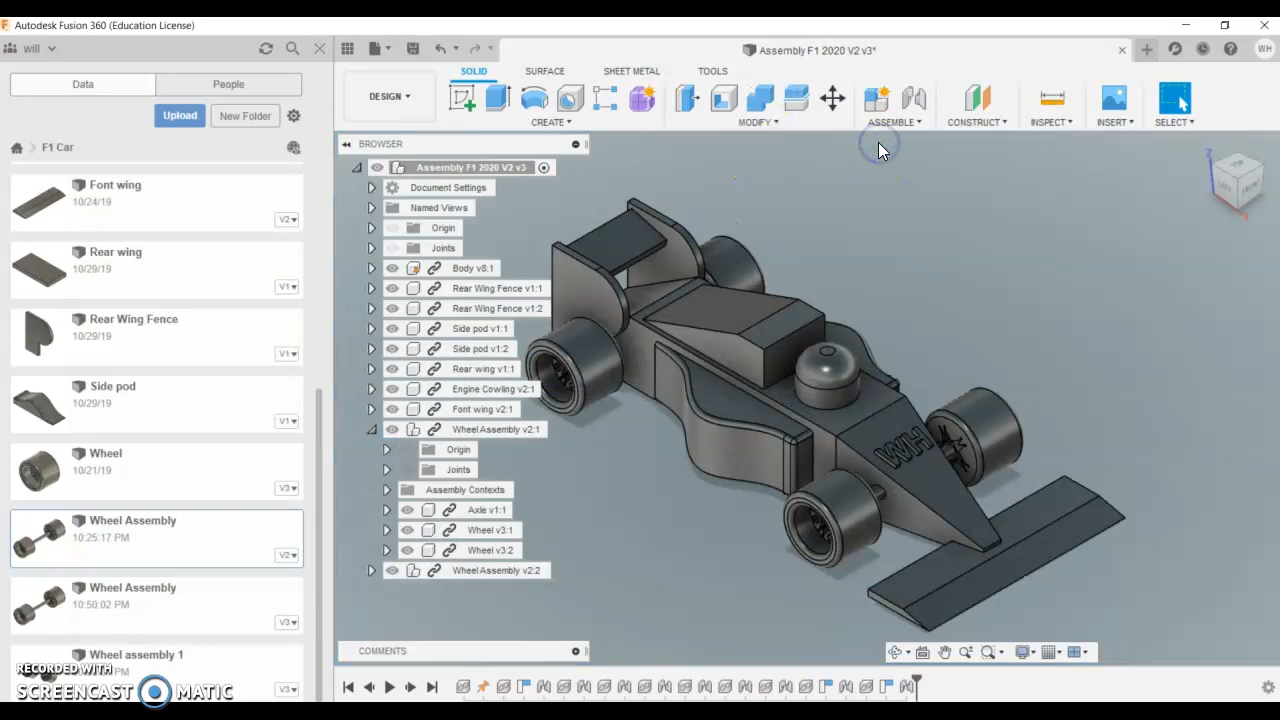 Autodesk Fusion 360 (Education License)
will
Assembly F1 2020 V2 v3*
WH
Data
People
Upload
New Folder
F1 Car
Font wing
10/24/19
V2
Rear wing
10/29/19
V1
Rear Wing Fence
10/29/19
V1
Side pod
10/29/19
V1
Wheel
10/21/19
V3
Wheel Assembly
10:25:17 PM
V2
Wheel Assembly
10:50:02 PM
V3
Wheel assembly 1
PM
V3
RECORDED WITH
SCREENCAST MATIC
SOLID
SURFACE
SHEET METAL
TOOLS
DESIGN
CREATE
MODIFY
ASSEMBLE
CONSTRUCT
INSPECT
INSERT
SELECT
BROWSER
Assembly F1 2020 V2 v3
Document Settings
Named Views
Origin
Joints
Body v8:1
Rear Wing Fence v1:1
Rear Wing Fence v1:2
Side pod v1:1
Side pod v1:2
Rear wing v1:1
Engine Cowling v2:1
Font wing v2:1
Wheel Assembly v2:1
Origin
Joints
Assembly Contexts
Axle v1:1
Wheel v3:1
Wheel v3:2
Wheel Assembly v2:2
Z
LEFT
FRONT
WH
COMMENTS